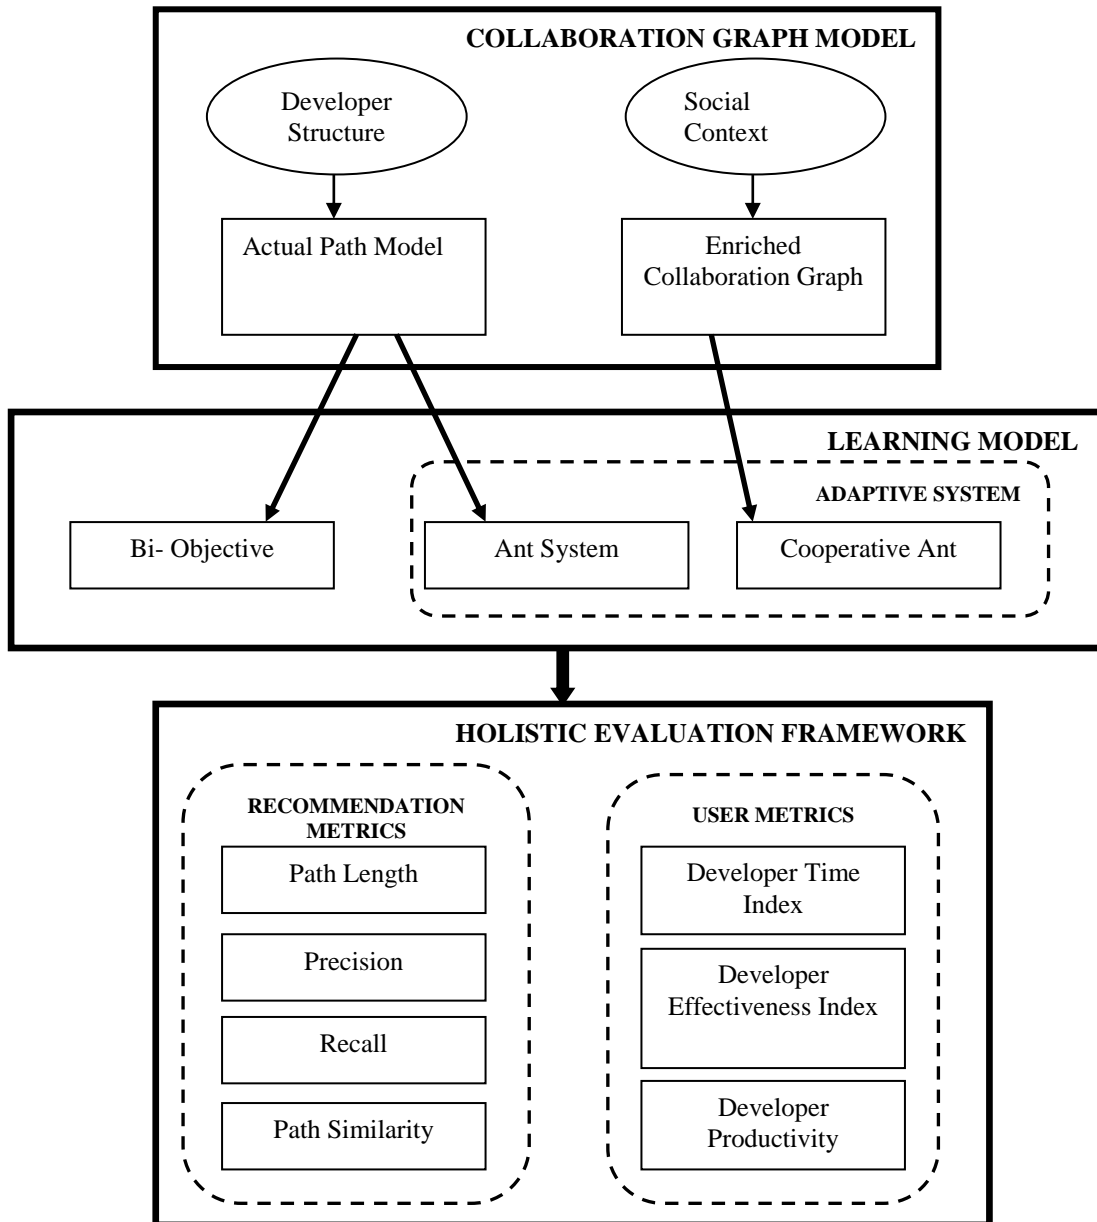 COLLABORATION GRAPH MODEL
Developer
Structure
Social
Context
Actual Path Model
Enriched
Collaboration Graph
LEARNING MODEL
ADAPTIVE SYSTEM
Bi- Objective
Ant System
Cooperative Ant
HOLISTIC EVALUATION FRAMEWORK
RECOMMENDATION
METRICS
Path Length
Precision
Recall
Path Similarity
USER METRICS
Developer Time
Index
Developer
Effectiveness Index
Developer
Productivity